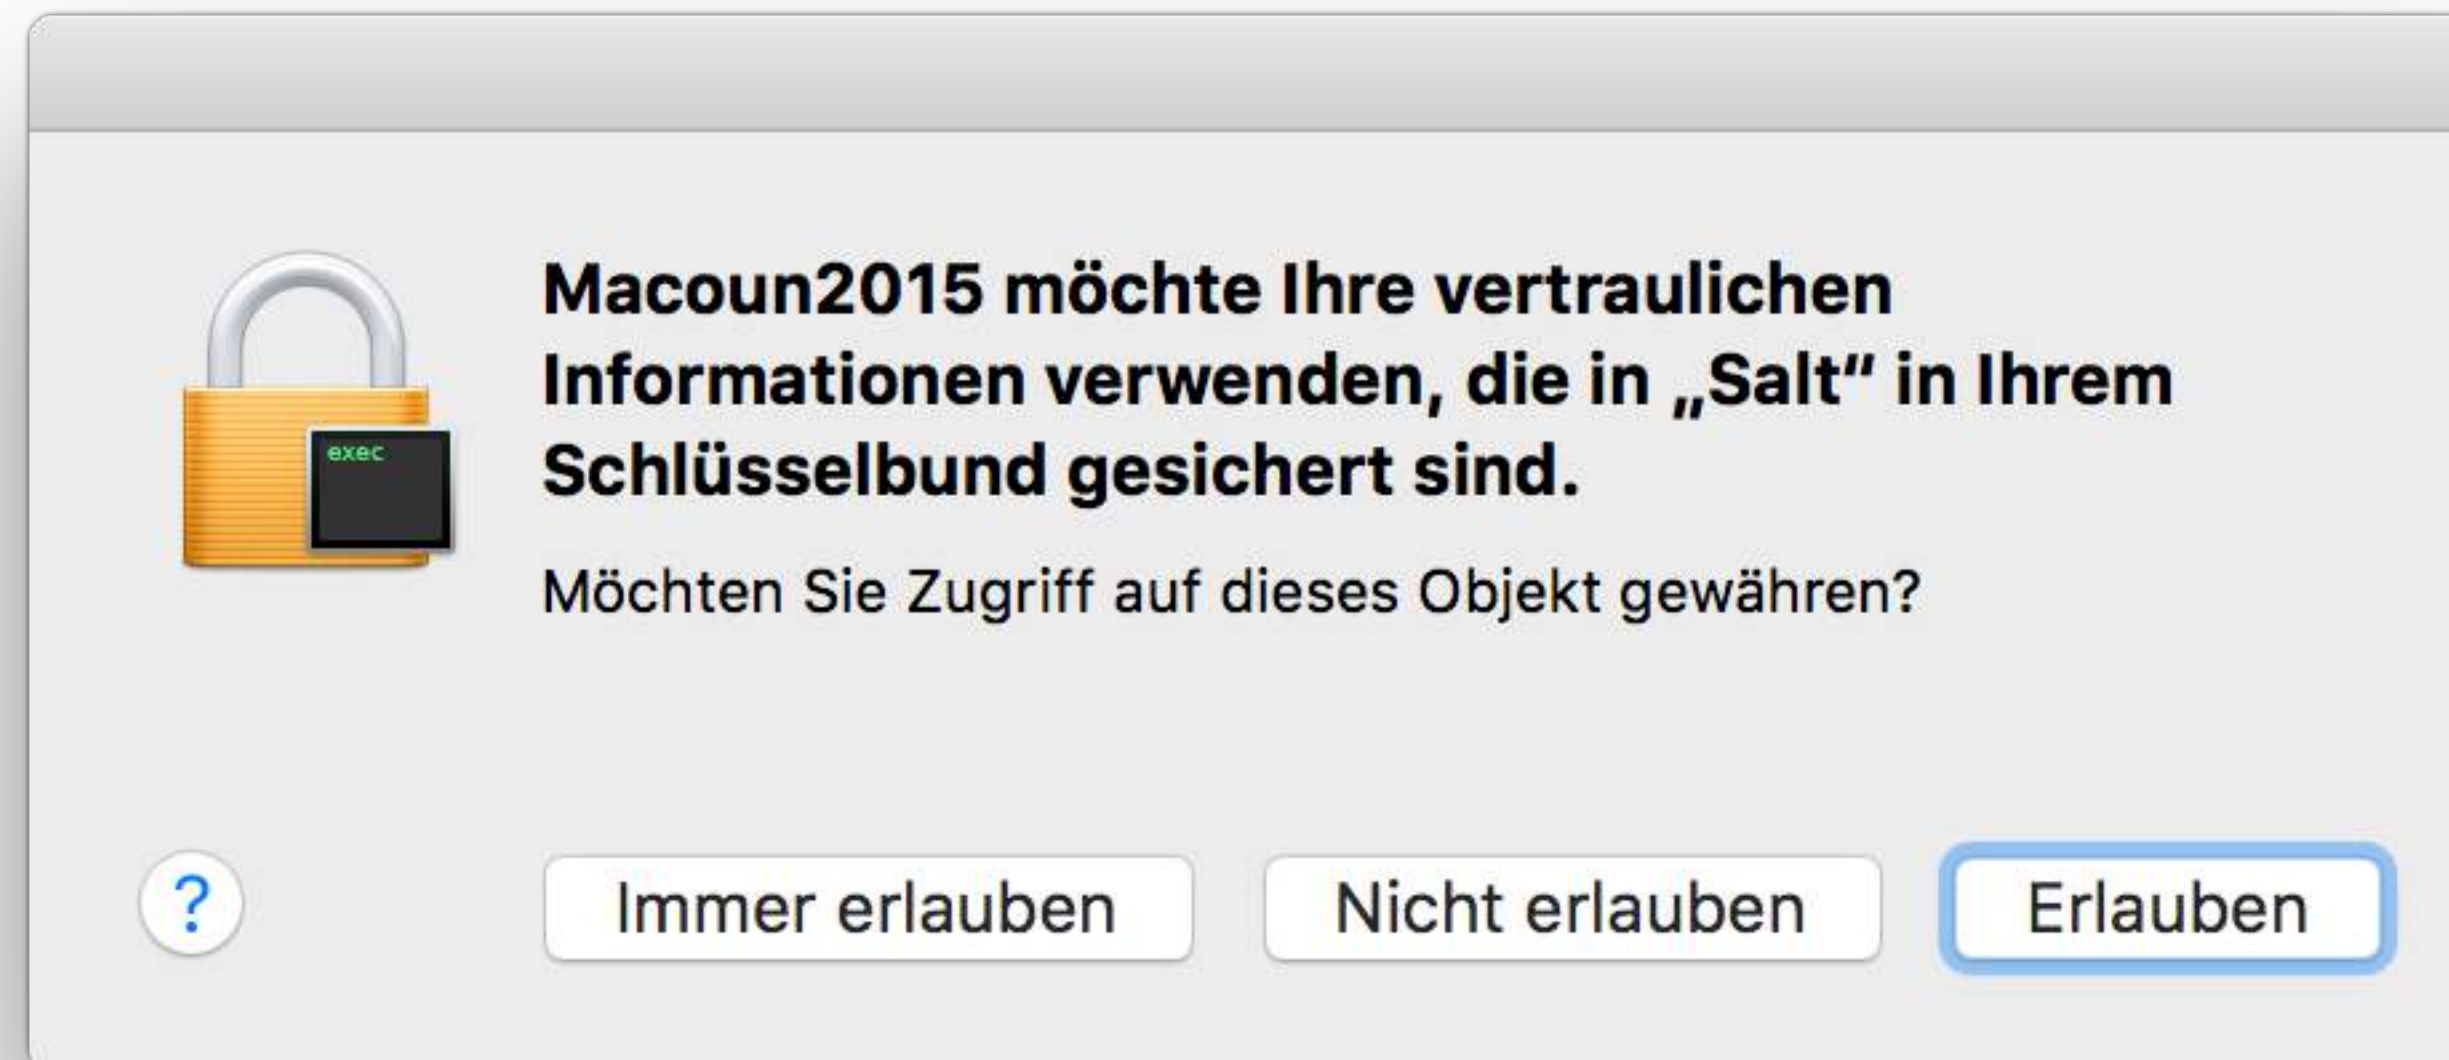 Macoun2015 möchte Ihre vertraulichen
Informationen verwenden, die in „Salt“ in Ihrem
Schlüsselbund gesichert sind.
exec
Möchten Sie Zugriff auf dieses Objekt gewähren?
?
Immer erlauben
Nicht erlauben
Erlauben